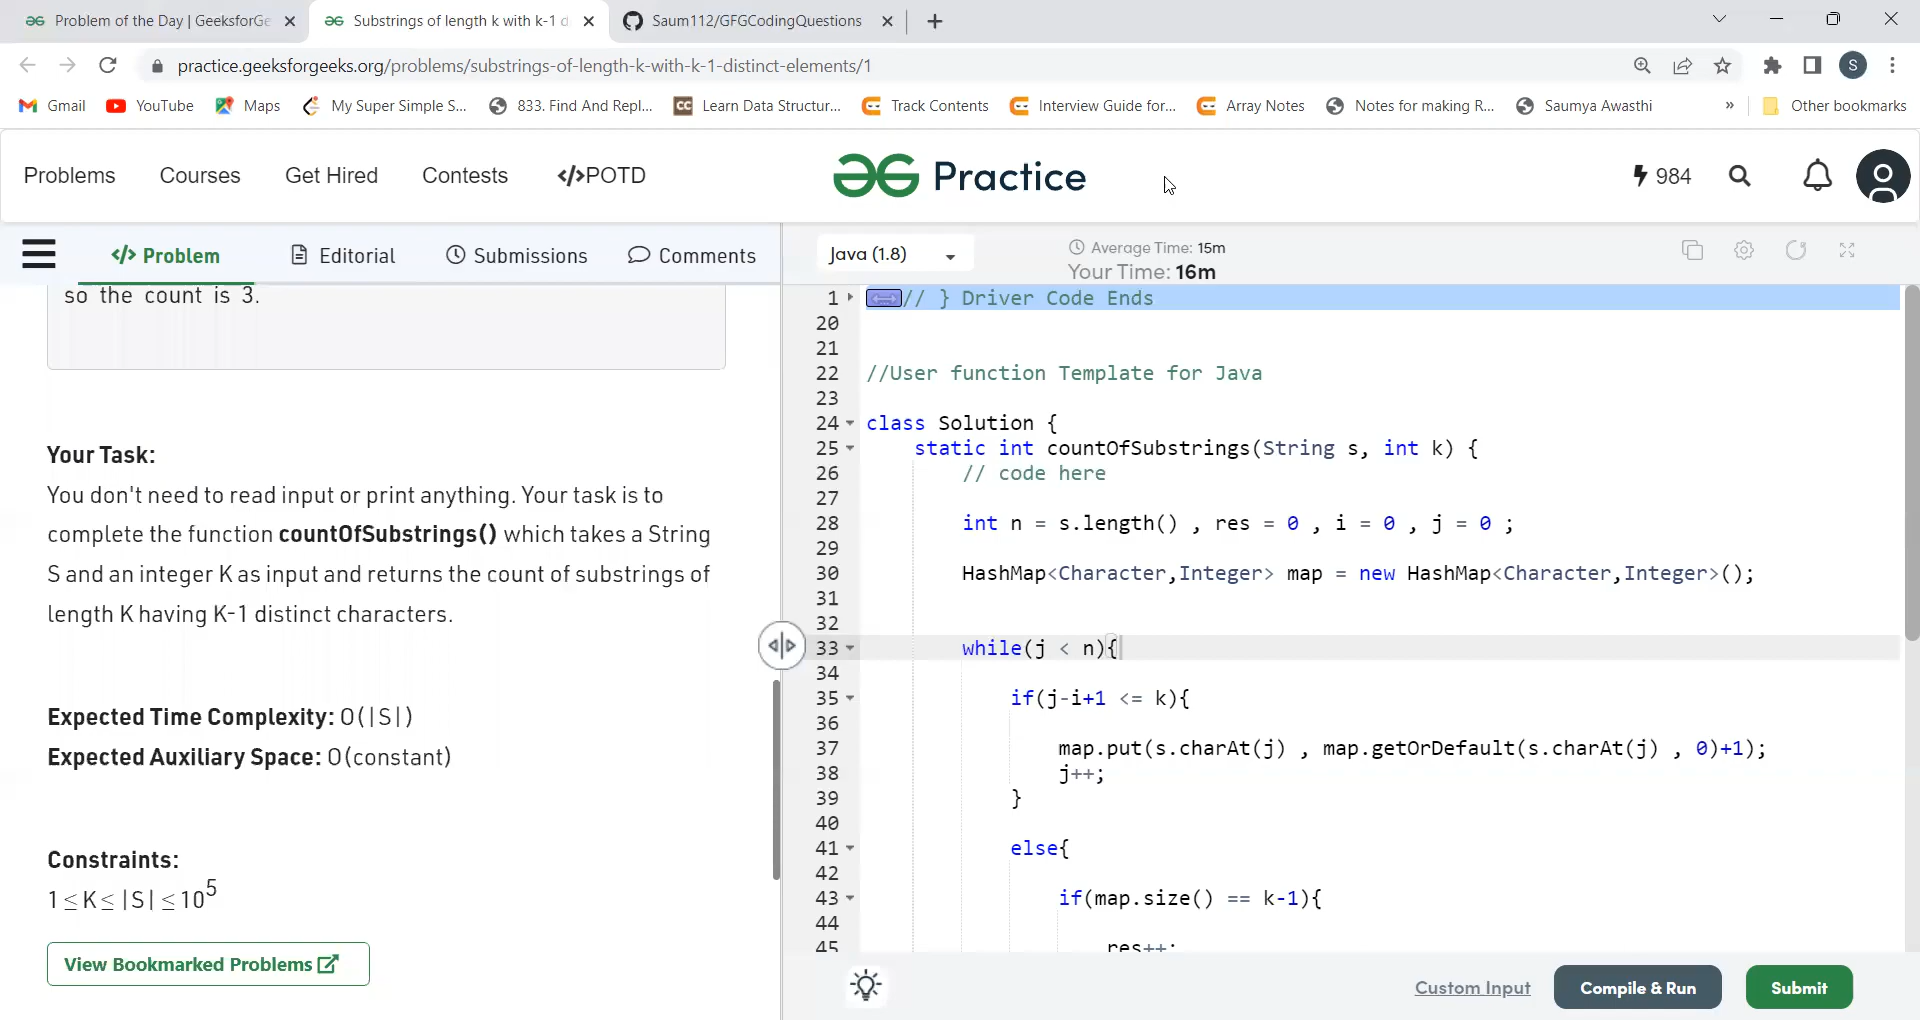 Problem of the Day | GeeksforGe
Substrings of length k with k-1 d
Saum112/GFGCodingQuestions
practice.geeksforgeeks.org/problems/substrings-of-length-k-with-k-1-distinct-elements/1
S
Gmail
YouTube
Maps
My Super Simple S...
833. Find And Repl...
CC
Learn Data Structur...
Track Contents
Interview Guide for...
Array Notes
Notes for making R...
Saumya Awasthi
»
Other bookmarks
Problems
Courses
Get Hired
Contests
</>POTD
Practice
984
</> Problem
Editorial
Submissions
Comments
Java (1.8)
Average Time: 15m
Your Time: 16m
so the count is 3.
Your Task:
You don't need to read input or print anything. Your task is to
complete the function countOfSubstrings() which takes a String
S and an integer K as input and returns the count of substrings of
length K having K-1 distinct characters.
Expected Time Complexity: O(|S|)
Expected Auxiliary Space: O(constant)
Constraints:
1 ≤ K ≤ |S| ≤ 10^5
View Bookmarked Problems
1 // } Driver Code Ends
20
21
22 //User function Template for Java
23
24 class Solution {
25 static int countOfSubstrings(String s, int k) {
26 // code here
27
28 int n = s.length() , res = 0 , i = 0 , j = 0 ;
29
30 HashMap<Character,Integer> map = new HashMap<Character,Integer>();
31
32
33 while(j < n){
34
35 if(j-i+1 <= k){
36
37 map.put(s.charAt(j) , map.getOrDefault(s.charAt(j) , 0)+1);
38 j++;
39 }
40
41 else{
42
43 if(map.size() == k-1){
44
45 res++;
Custom Input
Compile & Run
Submit